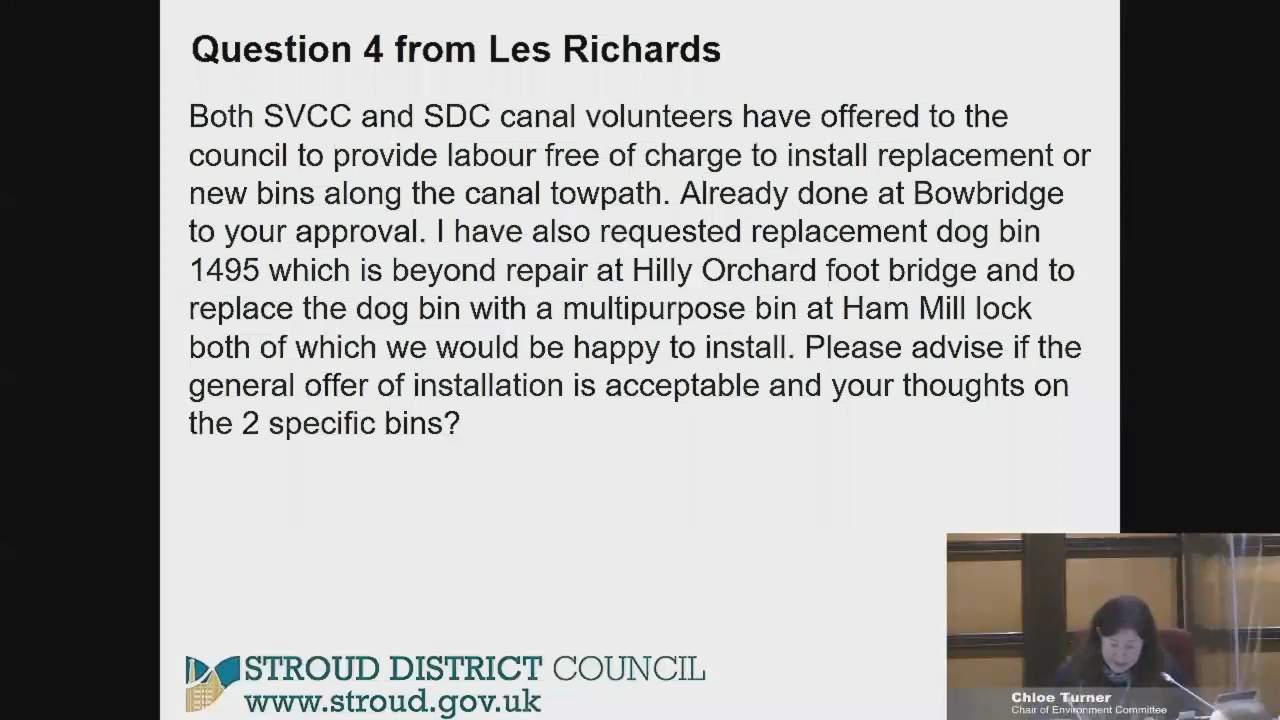 Question 4 from Les Richards
Both SVCC and SDC canal volunteers have offered to the
council to provide labour free of charge to install replacement or
new bins along the canal towpath. Already done at Bowbridge
to your approval. I have also requested replacement dog bin
1495 which is beyond repair at Hilly Orchard foot bridge and to
replace the dog bin with a multipurpose bin at Ham Mill lock
both of which we would be happy to install. Please advise if the
general offer of installation is acceptable and your thoughts on
the 2 specific bins?
STROUD DISTRICT COUNCIL
www.stroud.gov.uk
Chloe Turner
Chair of Environment Committee